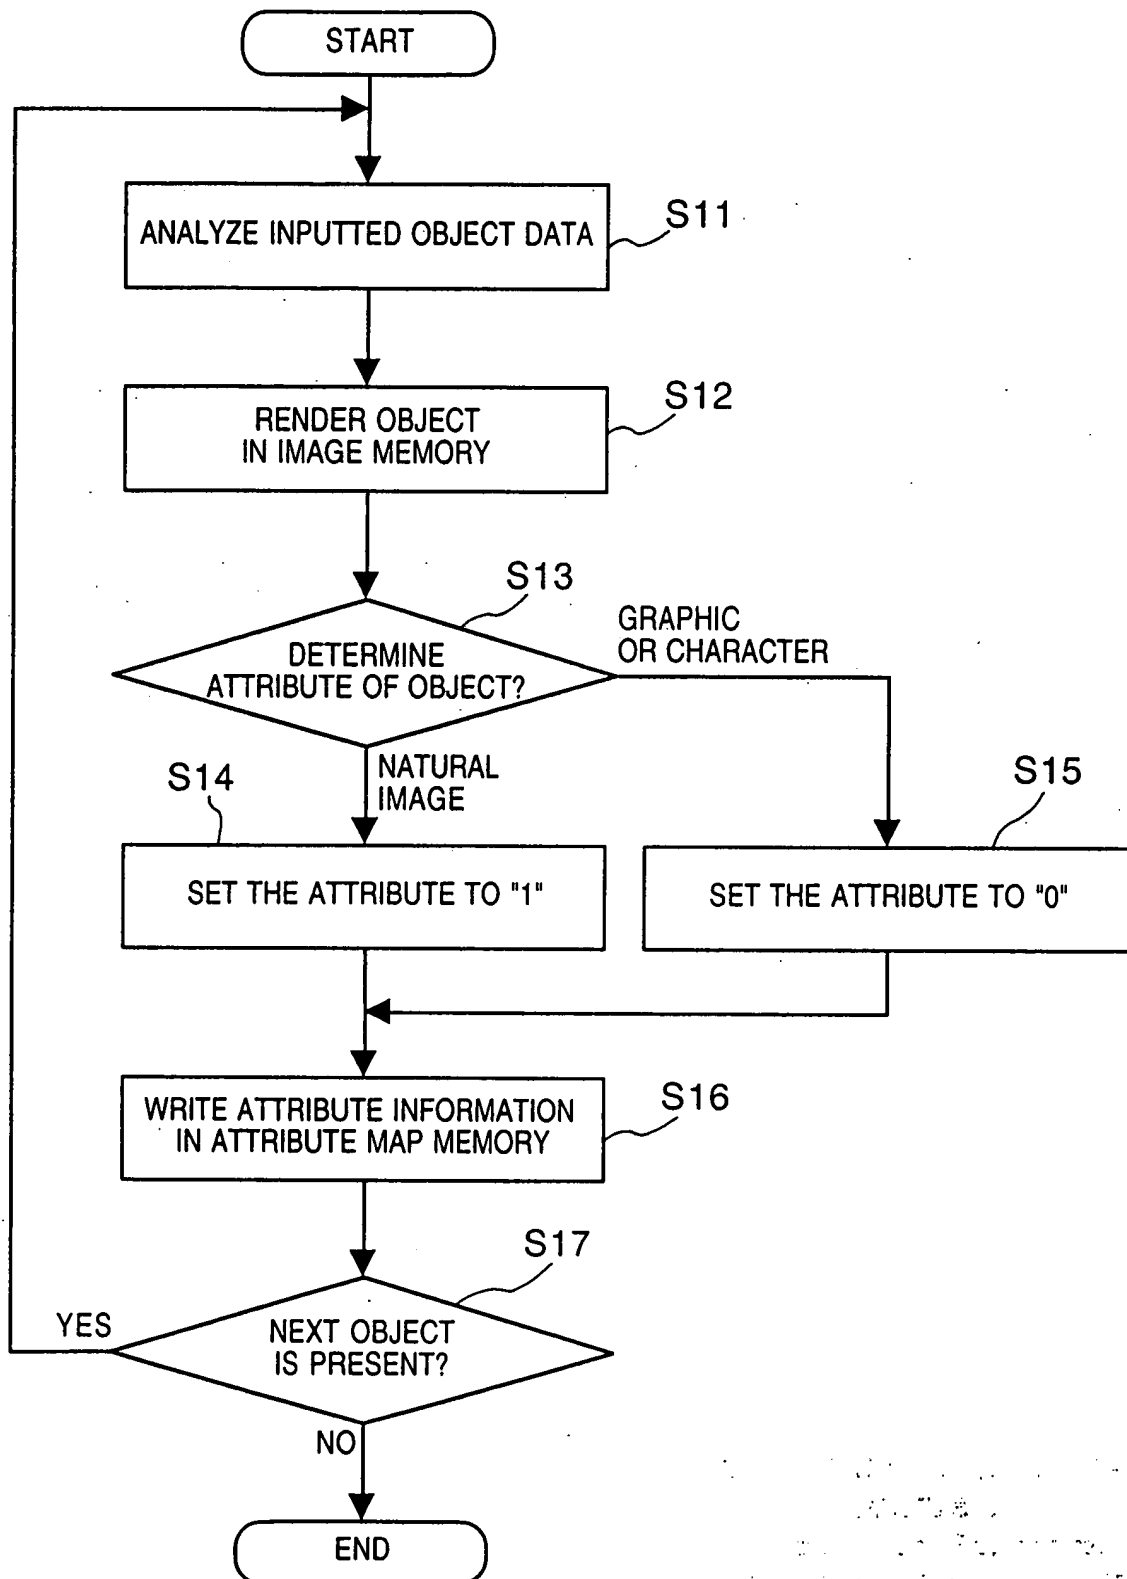 START
ANALYZE INPUTTED OBJECT DATA
S11
RENDER OBJECT
IN IMAGE MEMORY
S12
S13
DETERMINE
ATTRIBUTE OF OBJECT?
GRAPHIC
OR CHARACTER
NATURAL
IMAGE
S14
SET THE ATTRIBUTE TO "1"
S15
SET THE ATTRIBUTE TO "0"
WRITE ATTRIBUTE INFORMATION
IN ATTRIBUTE MAP MEMORY
S16
S17
NEXT OBJECT
IS PRESENT?
YES
NO
END